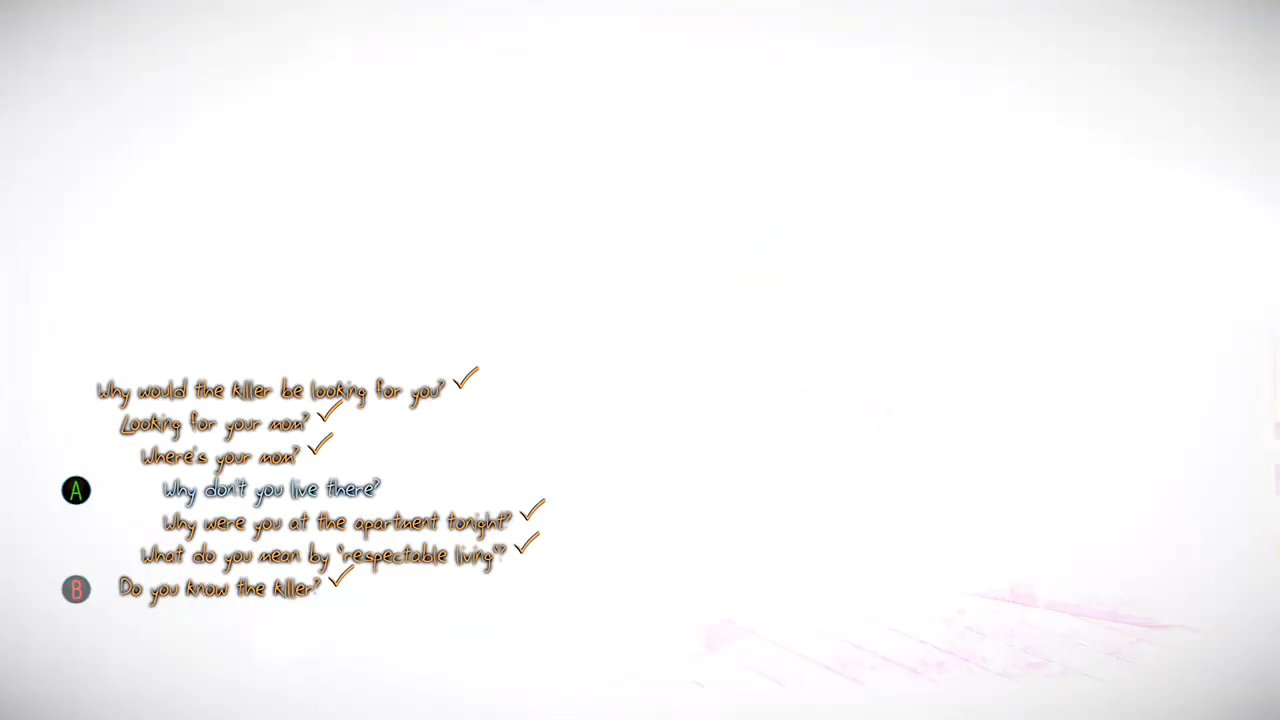 Why would the killer be looking for you?
Looking for your mom?
Where's your mom?
A Why don't you live there?
Why were you at the apartment tonight?
What do you mean by "respectable living"?
B Do you know the killer?